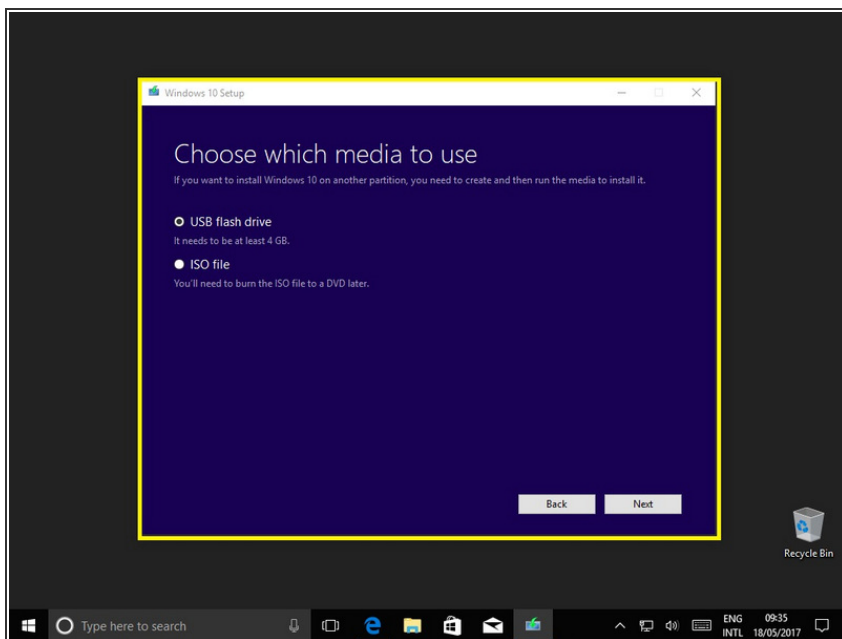 Windows 10 Setup
Choose which media to use
If you want to install Windows 10 on another partition, you need to create and then run the media to install it.
USB flash drive
It needs to be at least 4 GB.
ISO file
You'll need to burn the ISO file to a DVD later.
Back Next
Recycle Bin
Type here to search
ENG 09:35
INTL 18/05/2017